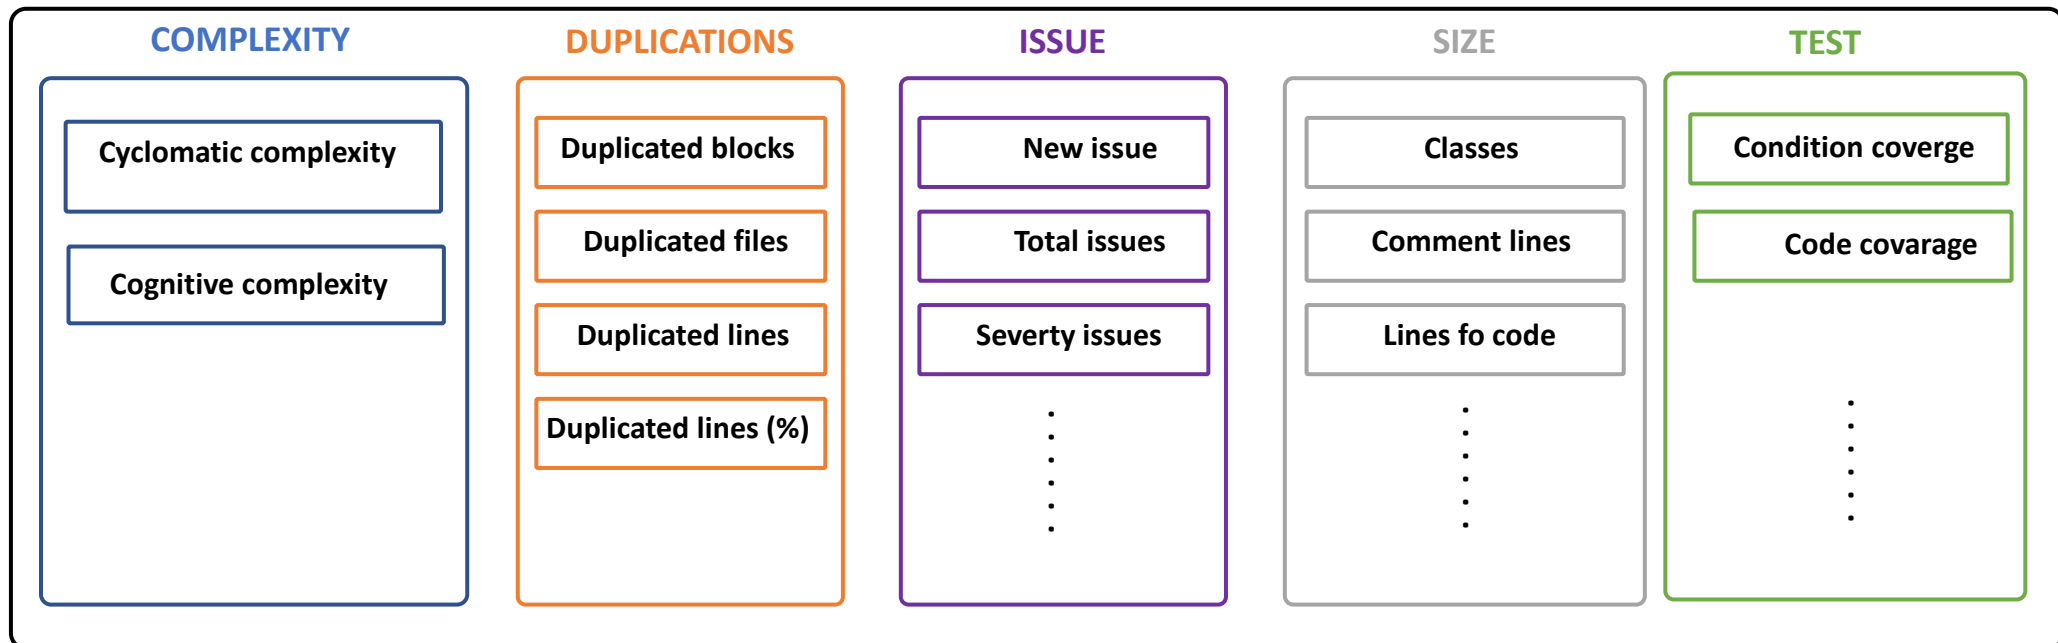 COMPLEXITY
Cyclomatic complexity
Cognitive complexity
DUPLICATIONS
Duplicated blocks
Duplicated files
Duplicated lines
Duplicated lines (%)
ISSUE
New issue
Total issues
Severty issues
SIZE
Classes
Comment lines
Lines fo code
TEST
Condition coverge
Code covarage